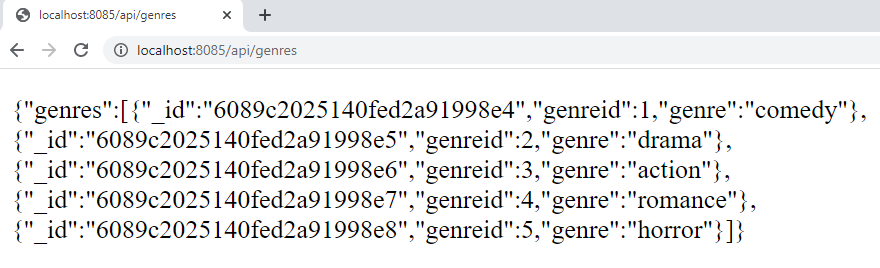 localhost:8085/api/genres
localhost:8085/api/genres
{"genres":[{"_id":"6089c2025140fed2a91998e4","genreid":1,"genre":"comedy"},
{"_id":"6089c2025140fed2a91998e5","genreid":2,"genre":"drama"},
{"_id":"6089c2025140fed2a91998e6","genreid":3,"genre":"action"},
{"_id":"6089c2025140fed2a91998e7","genreid":4,"genre":"romance"},
{"_id":"6089c2025140fed2a91998e8","genreid":5,"genre":"horror"}]}